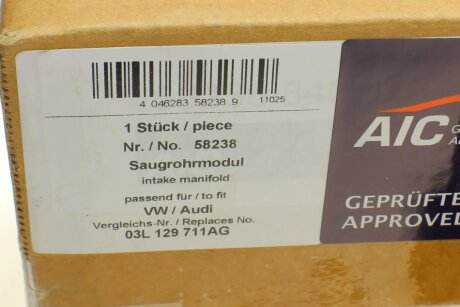 4 046283 58238 9 11025
1 Stück / piece
Nr. / No. 58238
Saugrohrmodul
intake manifold
passend für / to fit
VW / Audi
Vergleichs-Nr. / Replaces No.
03L 129 711AG
AIC
GEPRÜFTE
APPROVED